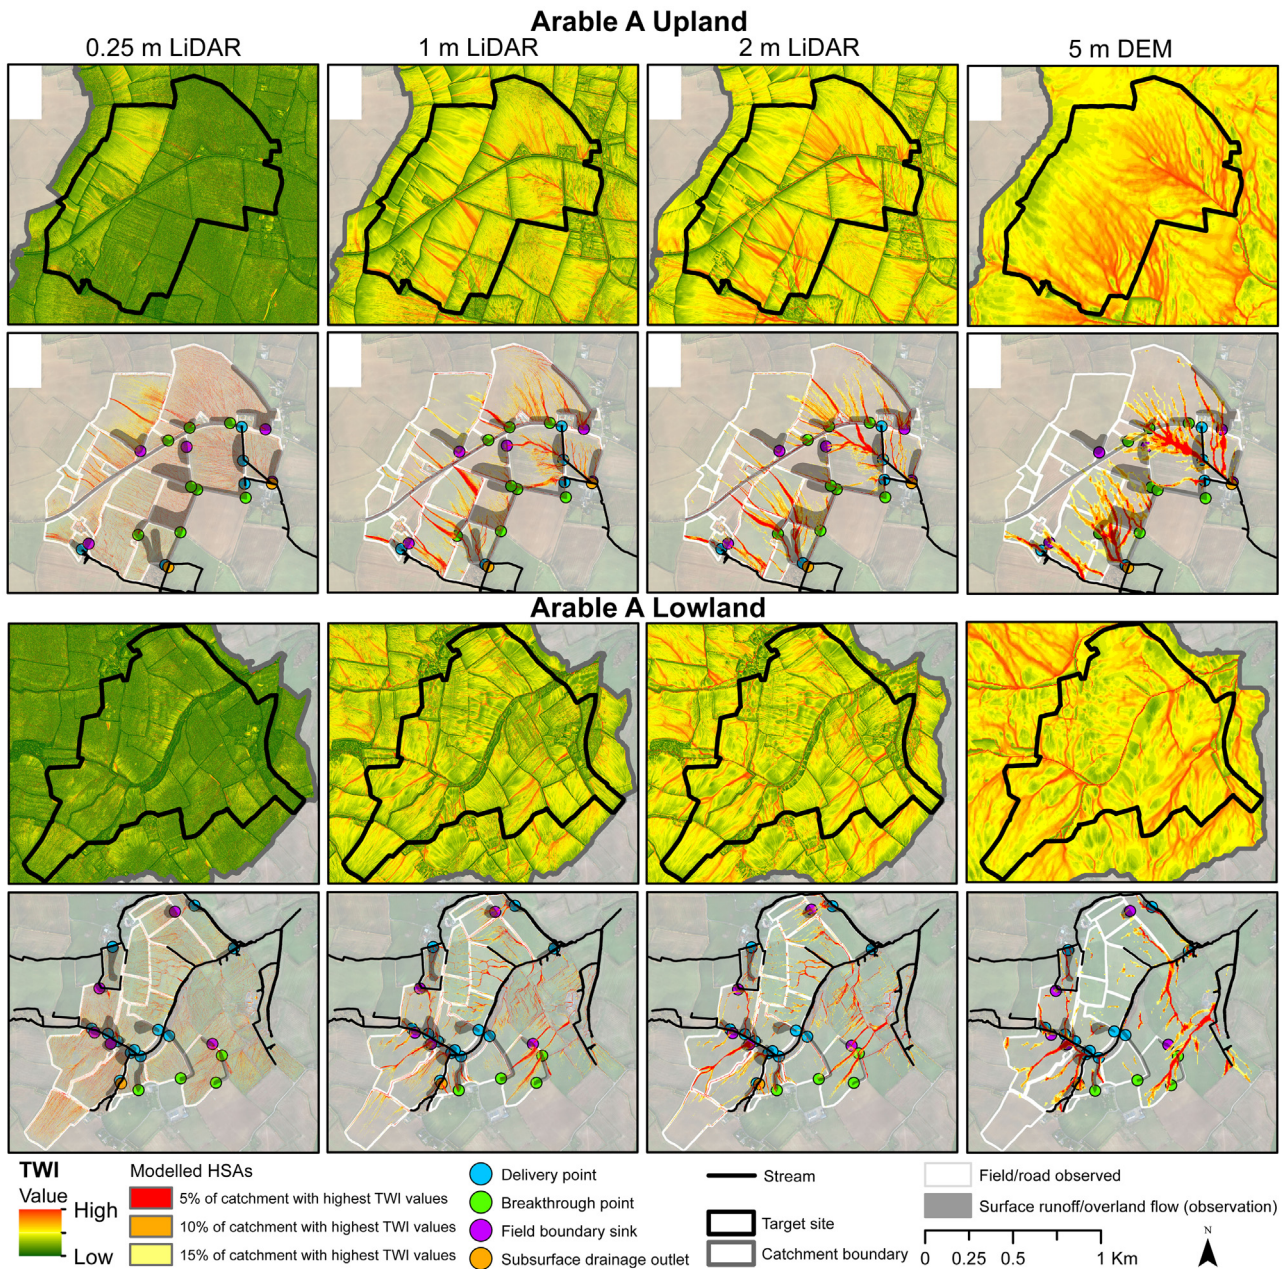 Arable A Upland
0.25 m LiDAR 1 m LiDAR 2 m LiDAR 5 m DEM
Arable A Lowland
TWI
Value
High
Low
Modelled HSAs
5% of catchment with highest TWI values
10% of catchment with highest TWI values
15% of catchment with highest TWI values
Delivery point
Breakthrough point
Field boundary sink
Subsurface drainage outlet
Stream
Target site
Catchment boundary
Field/road observed
Surface runoff/overland flow (observation)
0 0.25 0.5 1 Km
N